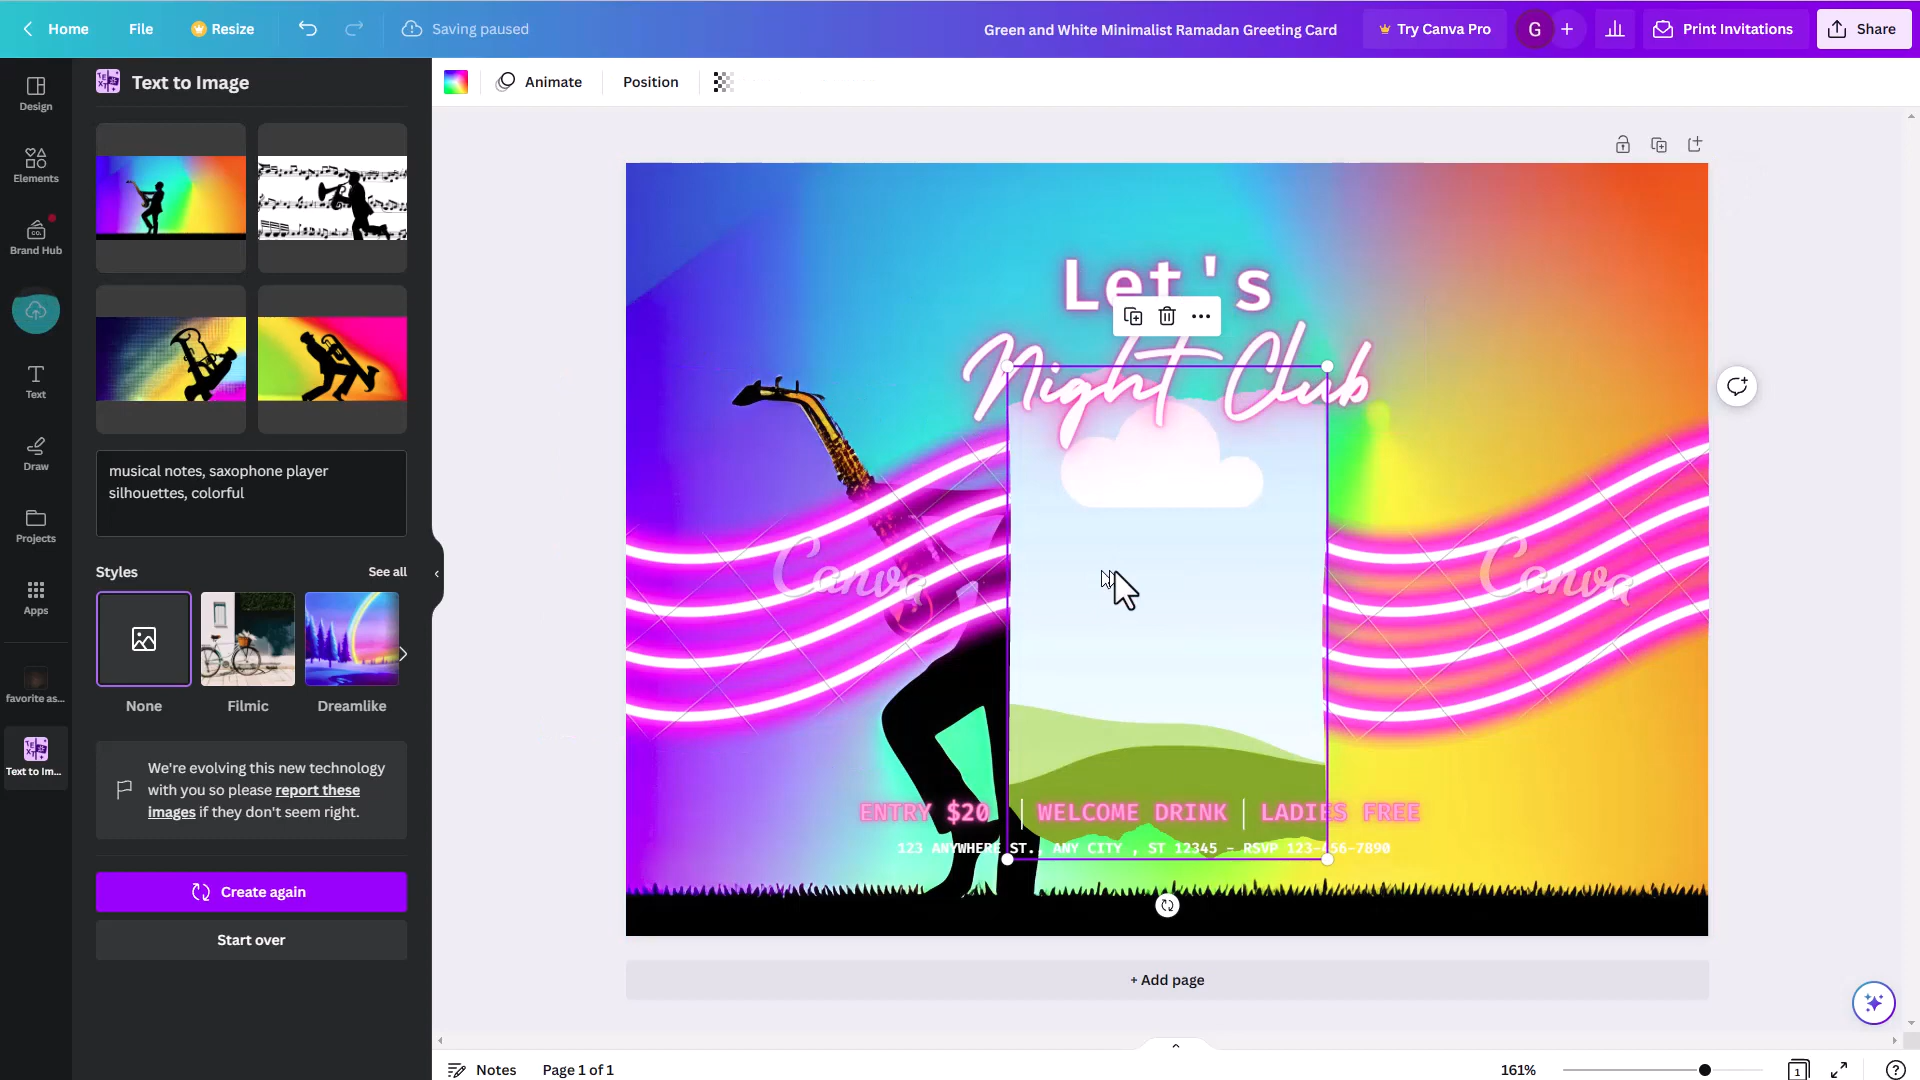 Home
File
Resize
Saving paused
Green and White Minimalist Ramadan Greeting Card
Try Canva Pro
G
Print Invitations
Share
Design
Elements
Brand Hub
Text
Draw
Projects
Apps
favorite as...
Text to Im...
Text to Image
musical notes, saxophone player
silhouettes, colorful
Styles
See all
None
Filmic
Dreamlike
We're evolving this new technology
with you so please report these
images if they don't seem right.
Create again
Start over
Animate
Position
Let's
Night Club
Canva
Canva
ENTRY $20 | WELCOME DRINK | LADIES FREE
123 ANYWHERE ST., ANY CITY , ST 12345 - RSVP 123-456-7890
+ Add page
Notes
Page 1 of 1
161%
1